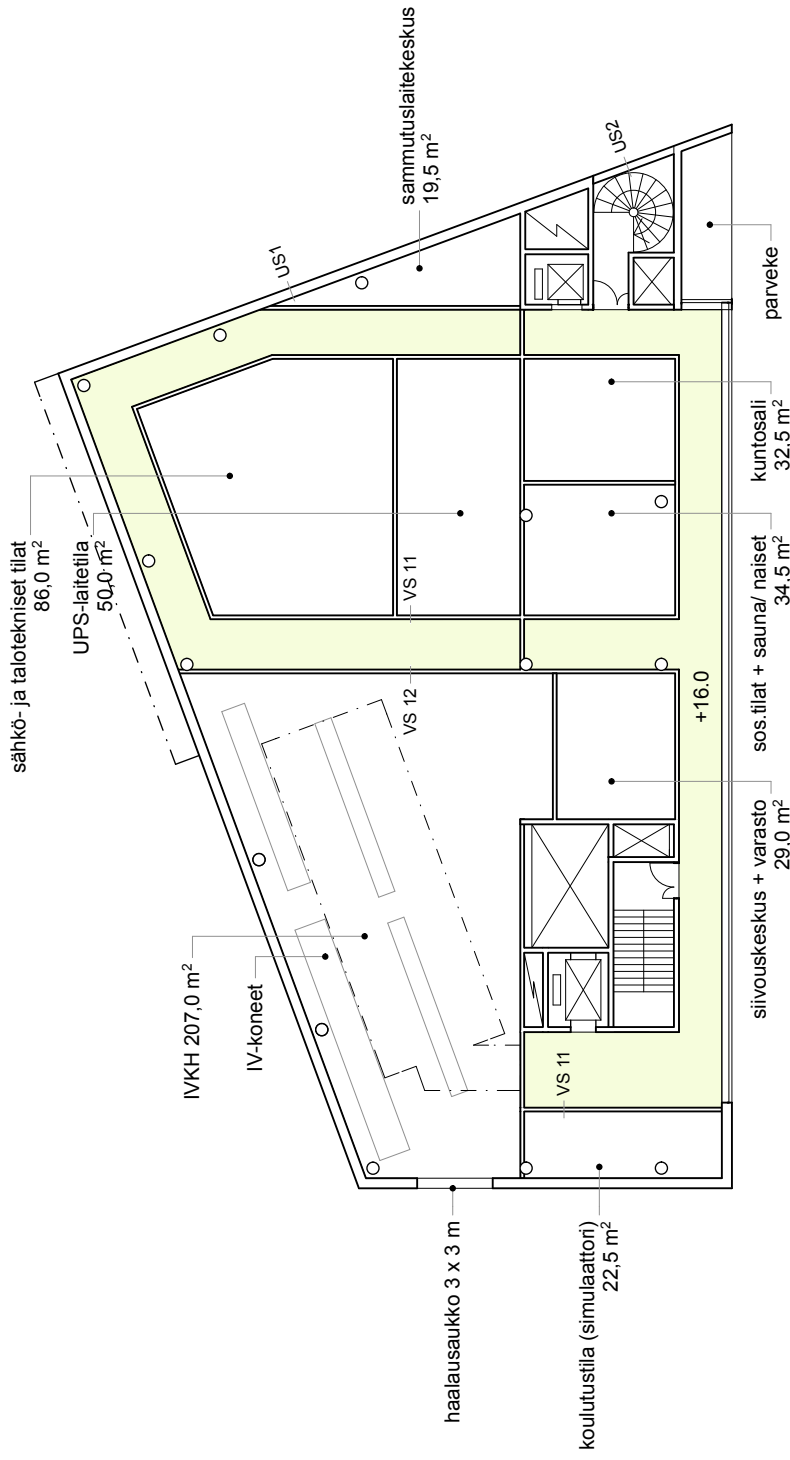 sähkö- ja talotekniset tilat
86,0 m²
UPS-laitetila
50,0 m²
IVKH 207,0 m²
IV-koneet
haalausaukko 3 x 3 m
koulutustila (simulaattori)
22,5 m²
sammutuslaitekeskus
19,5 m²
US1
US2
VS 11
VS 12
VS 11
+16.0
siivouskeskus + varasto
29.0 m²
sos.tilat + sauna/ naiset
34.5 m²
kuntosali
32.5 m²
parveke